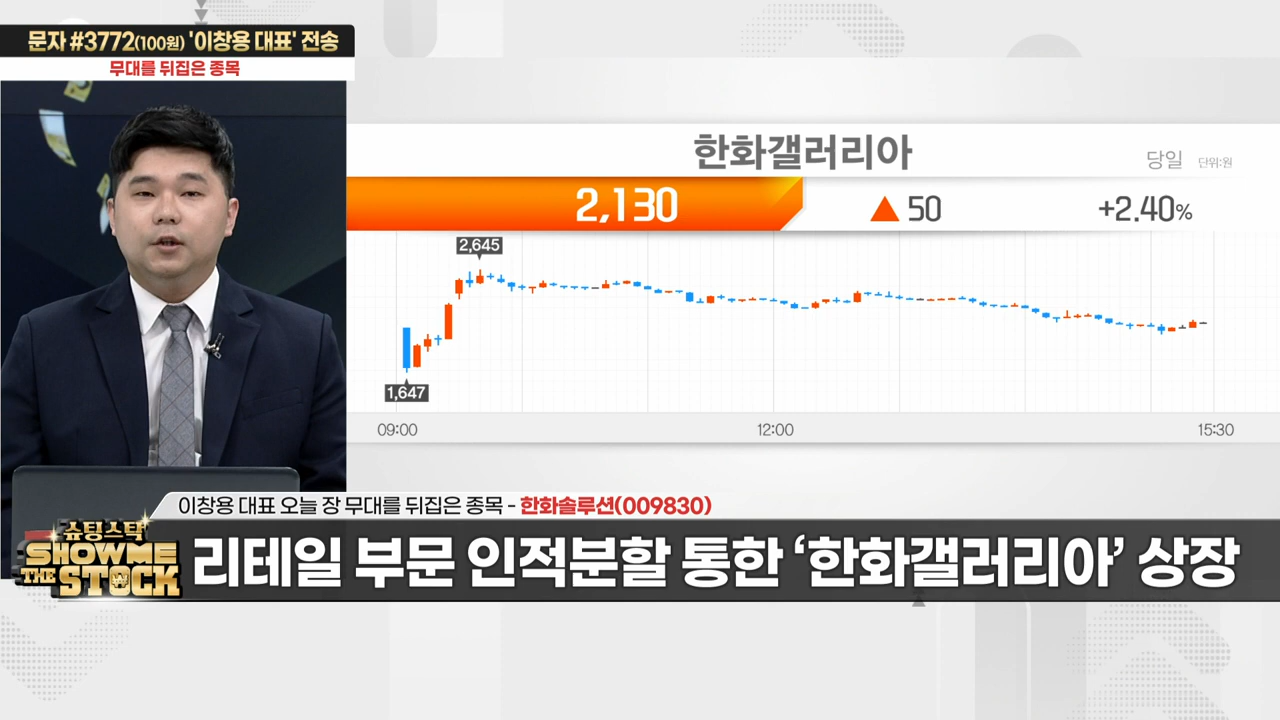 문자 #3772(100원) '이창용 대표' 전송
무대를 뒤집은 종목
한화갤러리아
당일 단위:원
2,130 ▲ 50 +2.40%
2,645
1,647
09:00 12:00 15:30
이창용 대표 오늘 장 무대를 뒤집은 종목 - 한화솔루션(009830)
슈팅스탁
SHOW ME
THE STOCK
리테일 부문 인적분할 통한 ‘한화갤러리아’ 상장